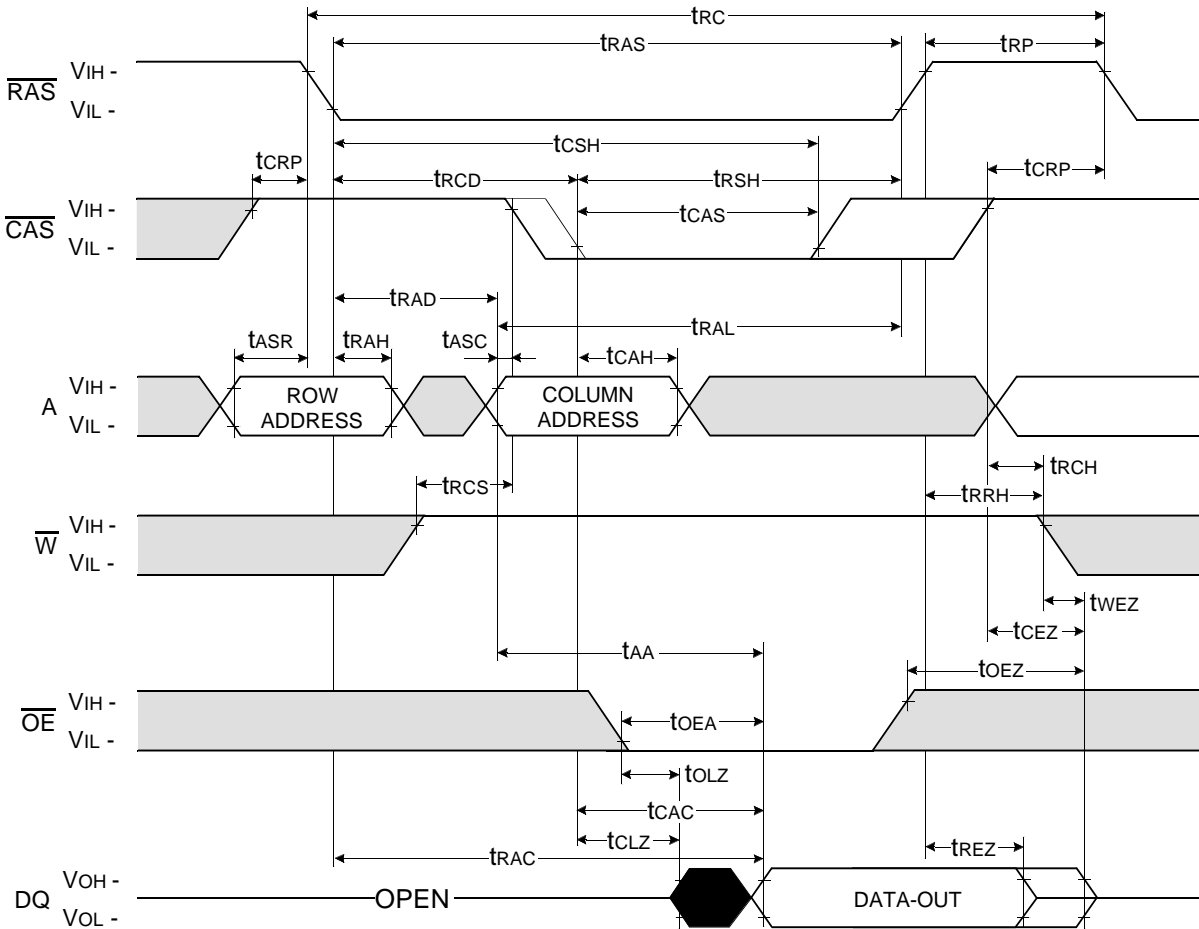 tRC
tRAS
tRP
RAS
VIH -
VIL -
tCSH
tCRP
tRCD
tRSH
tCRP
CAS
VIH -
VIL -
tCAS
tRAD
tRAL
tASR
tRAH
tASC
tCAH
A
VIH -
VIL -
ROW
ADDRESS
COLUMN
ADDRESS
tRCH
tRCS
tRRH
W
VIH -
VIL -
tWEZ
tCEZ
tAA
tOEZ
OE
VIH -
VIL -
tOEA
tOLZ
tCAC
tCLZ
tREZ
tRAC
DQ
VOH -
VOL -
OPEN
DATA-OUT